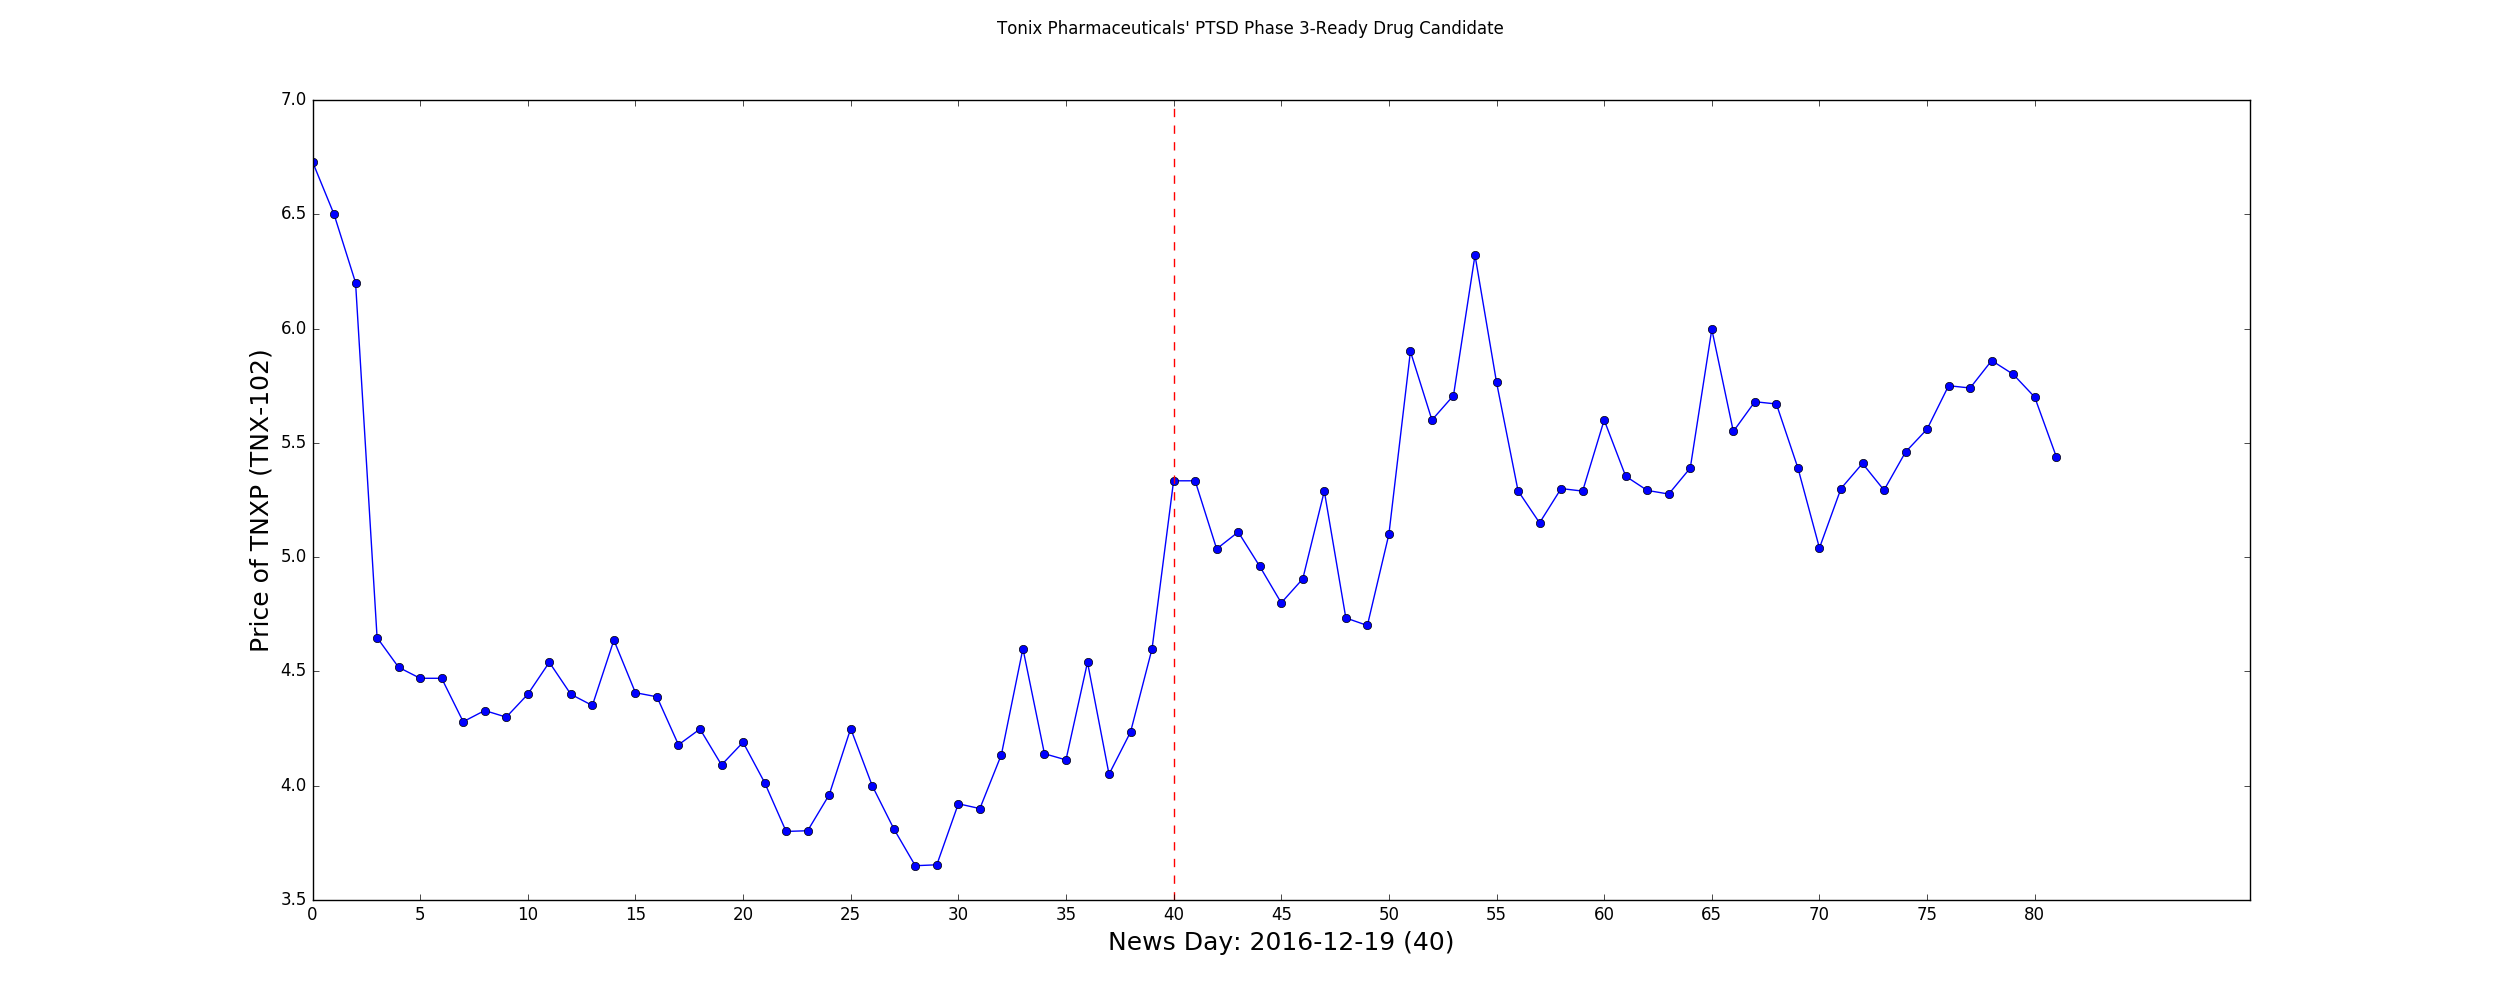 Tonix Pharmaceuticals' PTSD Phase 3-Ready Drug Candidate
7.0
6.5
6.0
5.5
5.0
4.5
4.0
3.5
Price of TNXP (TNX-102)
0 5 10 15 20 25 30 35 40 45 50 55 60 65 70 75 80
News Day: 2016-12-19 (40)